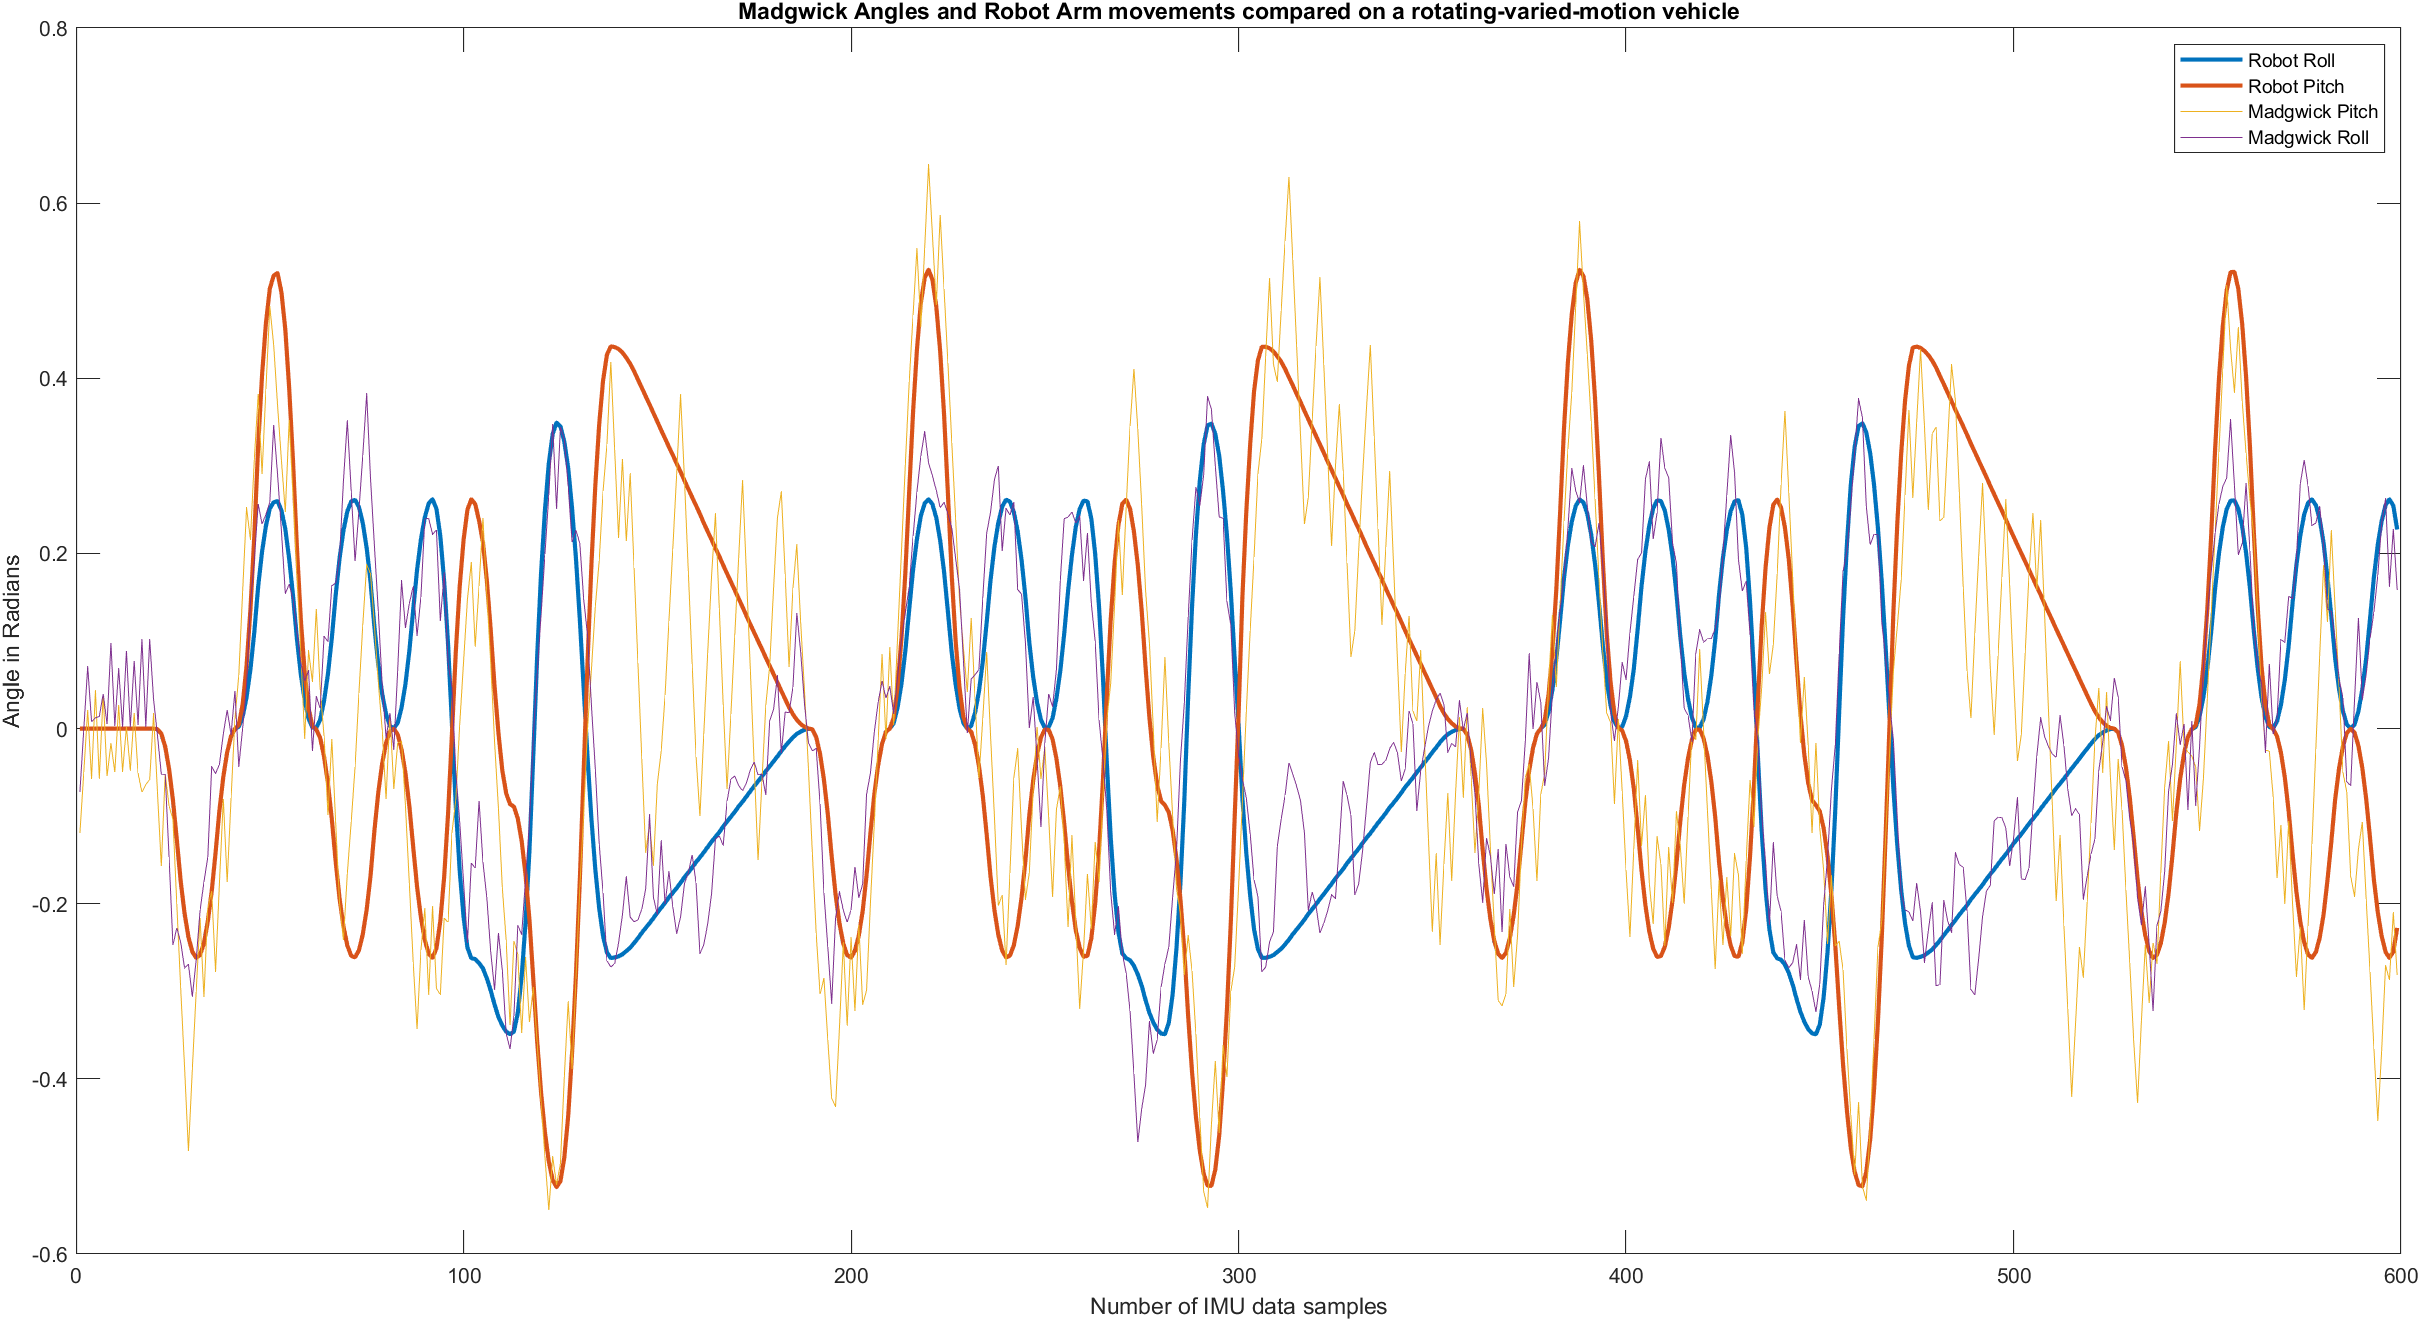 Madgwick Angles and Robot Arm movements compared on a rotating-varied-motion vehicle
Robot Roll
Robot Pitch
Madgwick Pitch
Madgwick Roll
Angle in Radians
0.8
0.6
0.4
0.2
0
-0.2
-0.4
-0.6
0 100 200 300 400 500 600
Number of IMU data samples